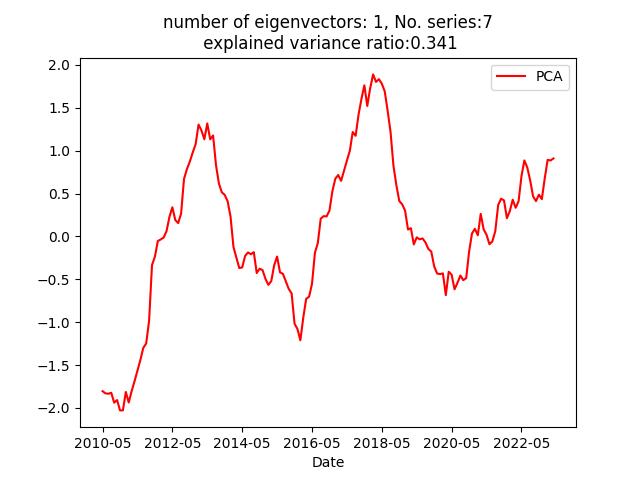 number of eigenvectors: 1, No. series:7
explained variance ratio:0.341
PCA
2.0
1.5
1.0
0.5
0.0
−0.5
−1.0
−1.5
−2.0
2010-05 2012-05 2014-05 2016-05 2018-05 2020-05 2022-05
Date